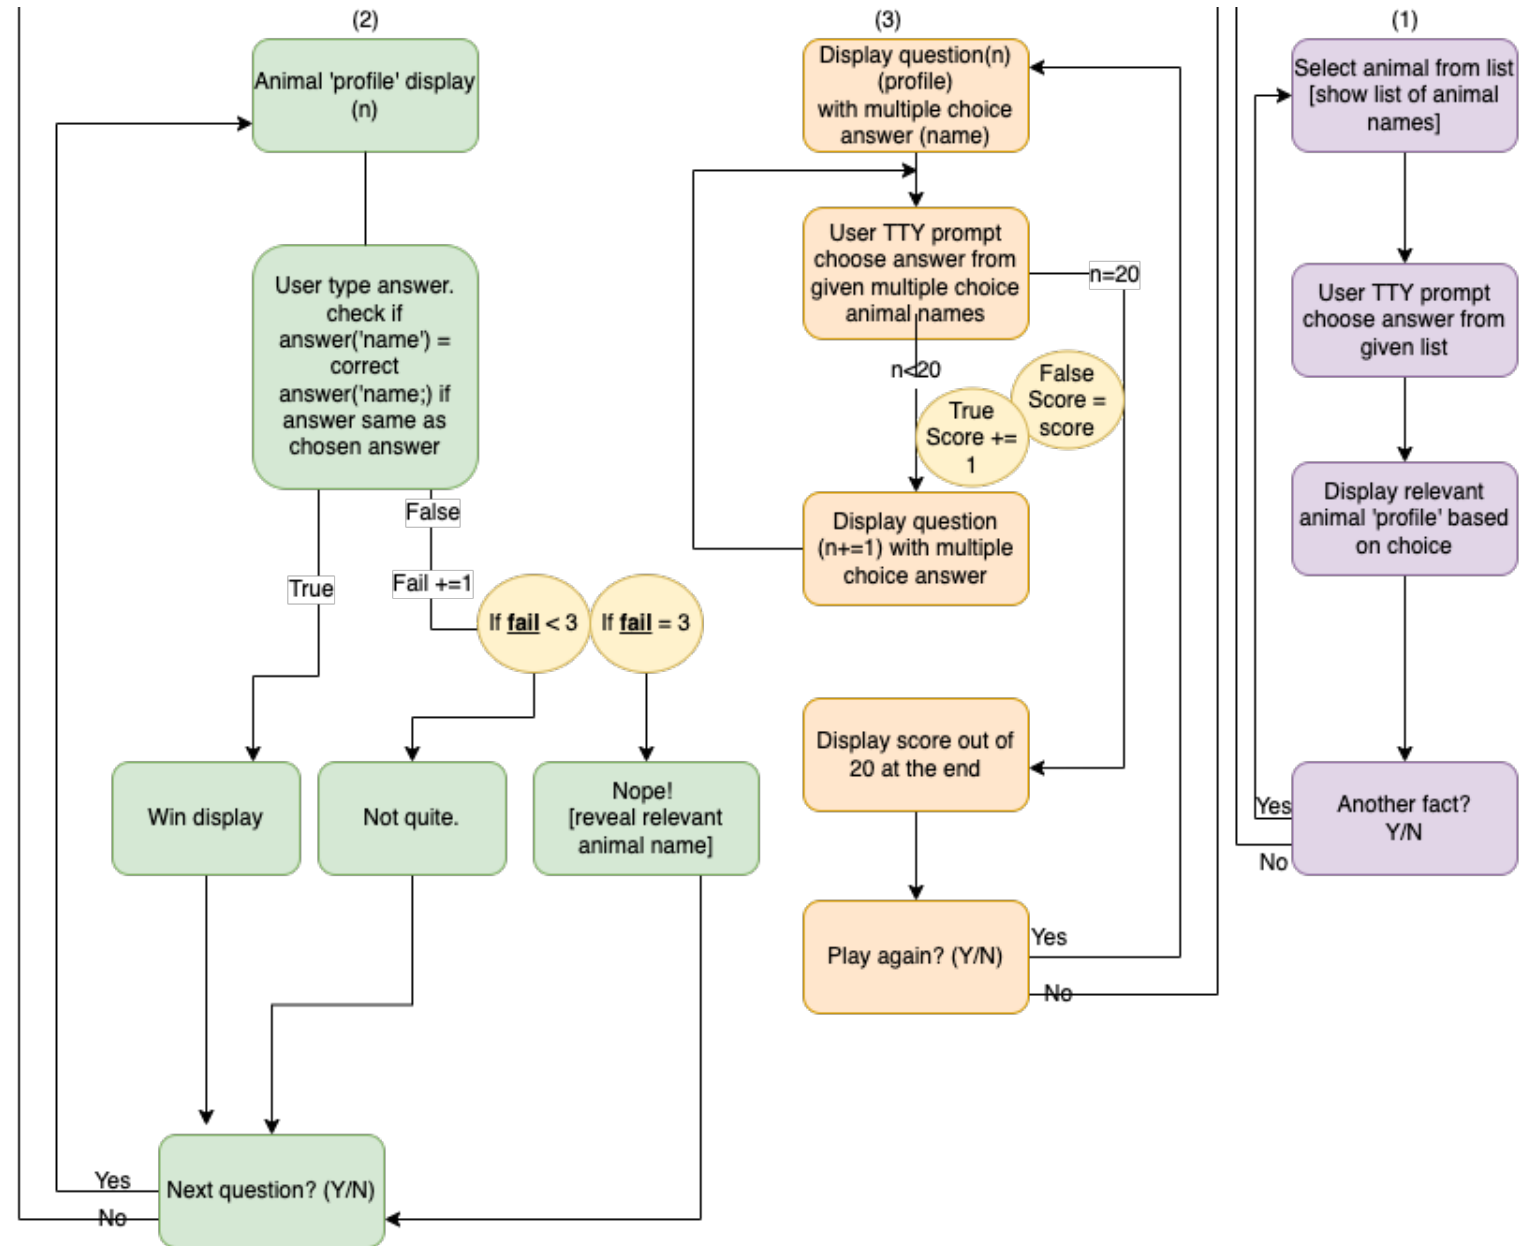 (2)
Animal 'profile' display
(n)
User type answer.
check if
answer('name') =
correct
answer('name;) if
answer same as
chosen answer
False
Fail +=1
True
If fail < 3
If fail = 3
Win display
Not quite.
Nope!
[reveal relevant
animal name]
Next question? (Y/N)
Yes
No
(3)
Display question(n)
(profile)
with multiple choice
answer (name)
User TTY prompt
choose answer from
given multiple choice
animal names
n=20
n<20
True
Score +=
1
False
Score =
score
Display question
(n+=1) with multiple
choice answer
Display score out of
20 at the end
Play again? (Y/N)
Yes
No
(1)
Select animal from list
[show list of animal
names]
User TTY prompt
choose answer from
given list
Display relevant
animal 'profile' based
on choice
Another fact?
Y/N
Yes
No